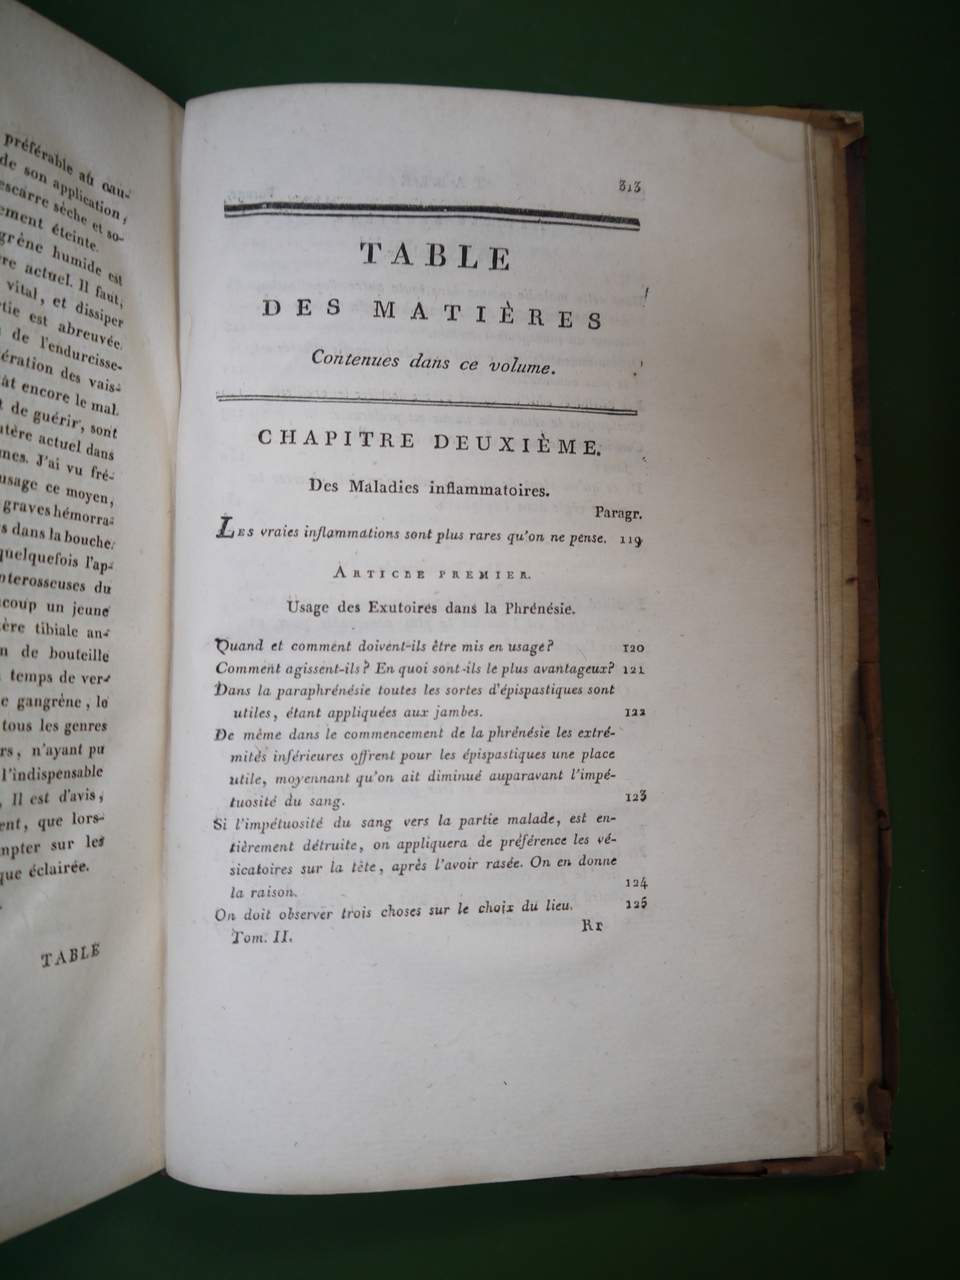 préférable au cau-
de son application,
escarre sèche et so-
ement éteinte.
grène humide est
re actuel. Il faut,
vital, et dissiper
tie est abreuvée.
de l'endurcisse-
ération des vais-
ât encore le mal.
t de guérir, sont
utère actuel dans
mes. J'ai vu fré-
usage ce moyen,
graves hémorra-
s dans la bouche.
quelquefois l'ap-
nterosseuses du
coup un jeune
ère tibiale an-
n de bouteille
temps de ver-
e gangrène, le
tous les genres
rs, n'ayant pu
l'indispensable
, Il est d'avis,
ent, que lors-
mpter sur les
que éclairée.
TABLE
313
TABLE
DES MATIÈRES
Contenues dans ce volume.
CHAPITRE DEUXIÈME.
Des Maladies inflammatoires.
Paragr.
LES vraies inflammations sont plus rares qu'on ne pense. 119
ARTICLE PREMIER.
Usage des Exutoires dans la Phrénésie.
Quand et comment doivent-ils être mis en usage? 120
Comment agissent-ils? En quoi sont-ils le plus avantageux? 121
Dans la paraphrénésie toutes les sortes d'épispastiques sont
utiles, étant appliquées aux jambes. 122
De même dans le commencement de la phrénésie les extré-
mités inférieures offrent pour les épispastiques une place
utile, moyennant qu'on ait diminué auparavant l'impé-
tuosité du sang. 123
Si l'impétuosité du sang vers la partie malade, est en-
tièrement détruite, on appliquera de préférence les vé-
sicatoires sur la tête, après l'avoir rasée. On en donne
la raison. 124
On doit observer trois choses sur le choix du lieu. 125
Tom. II. Rr